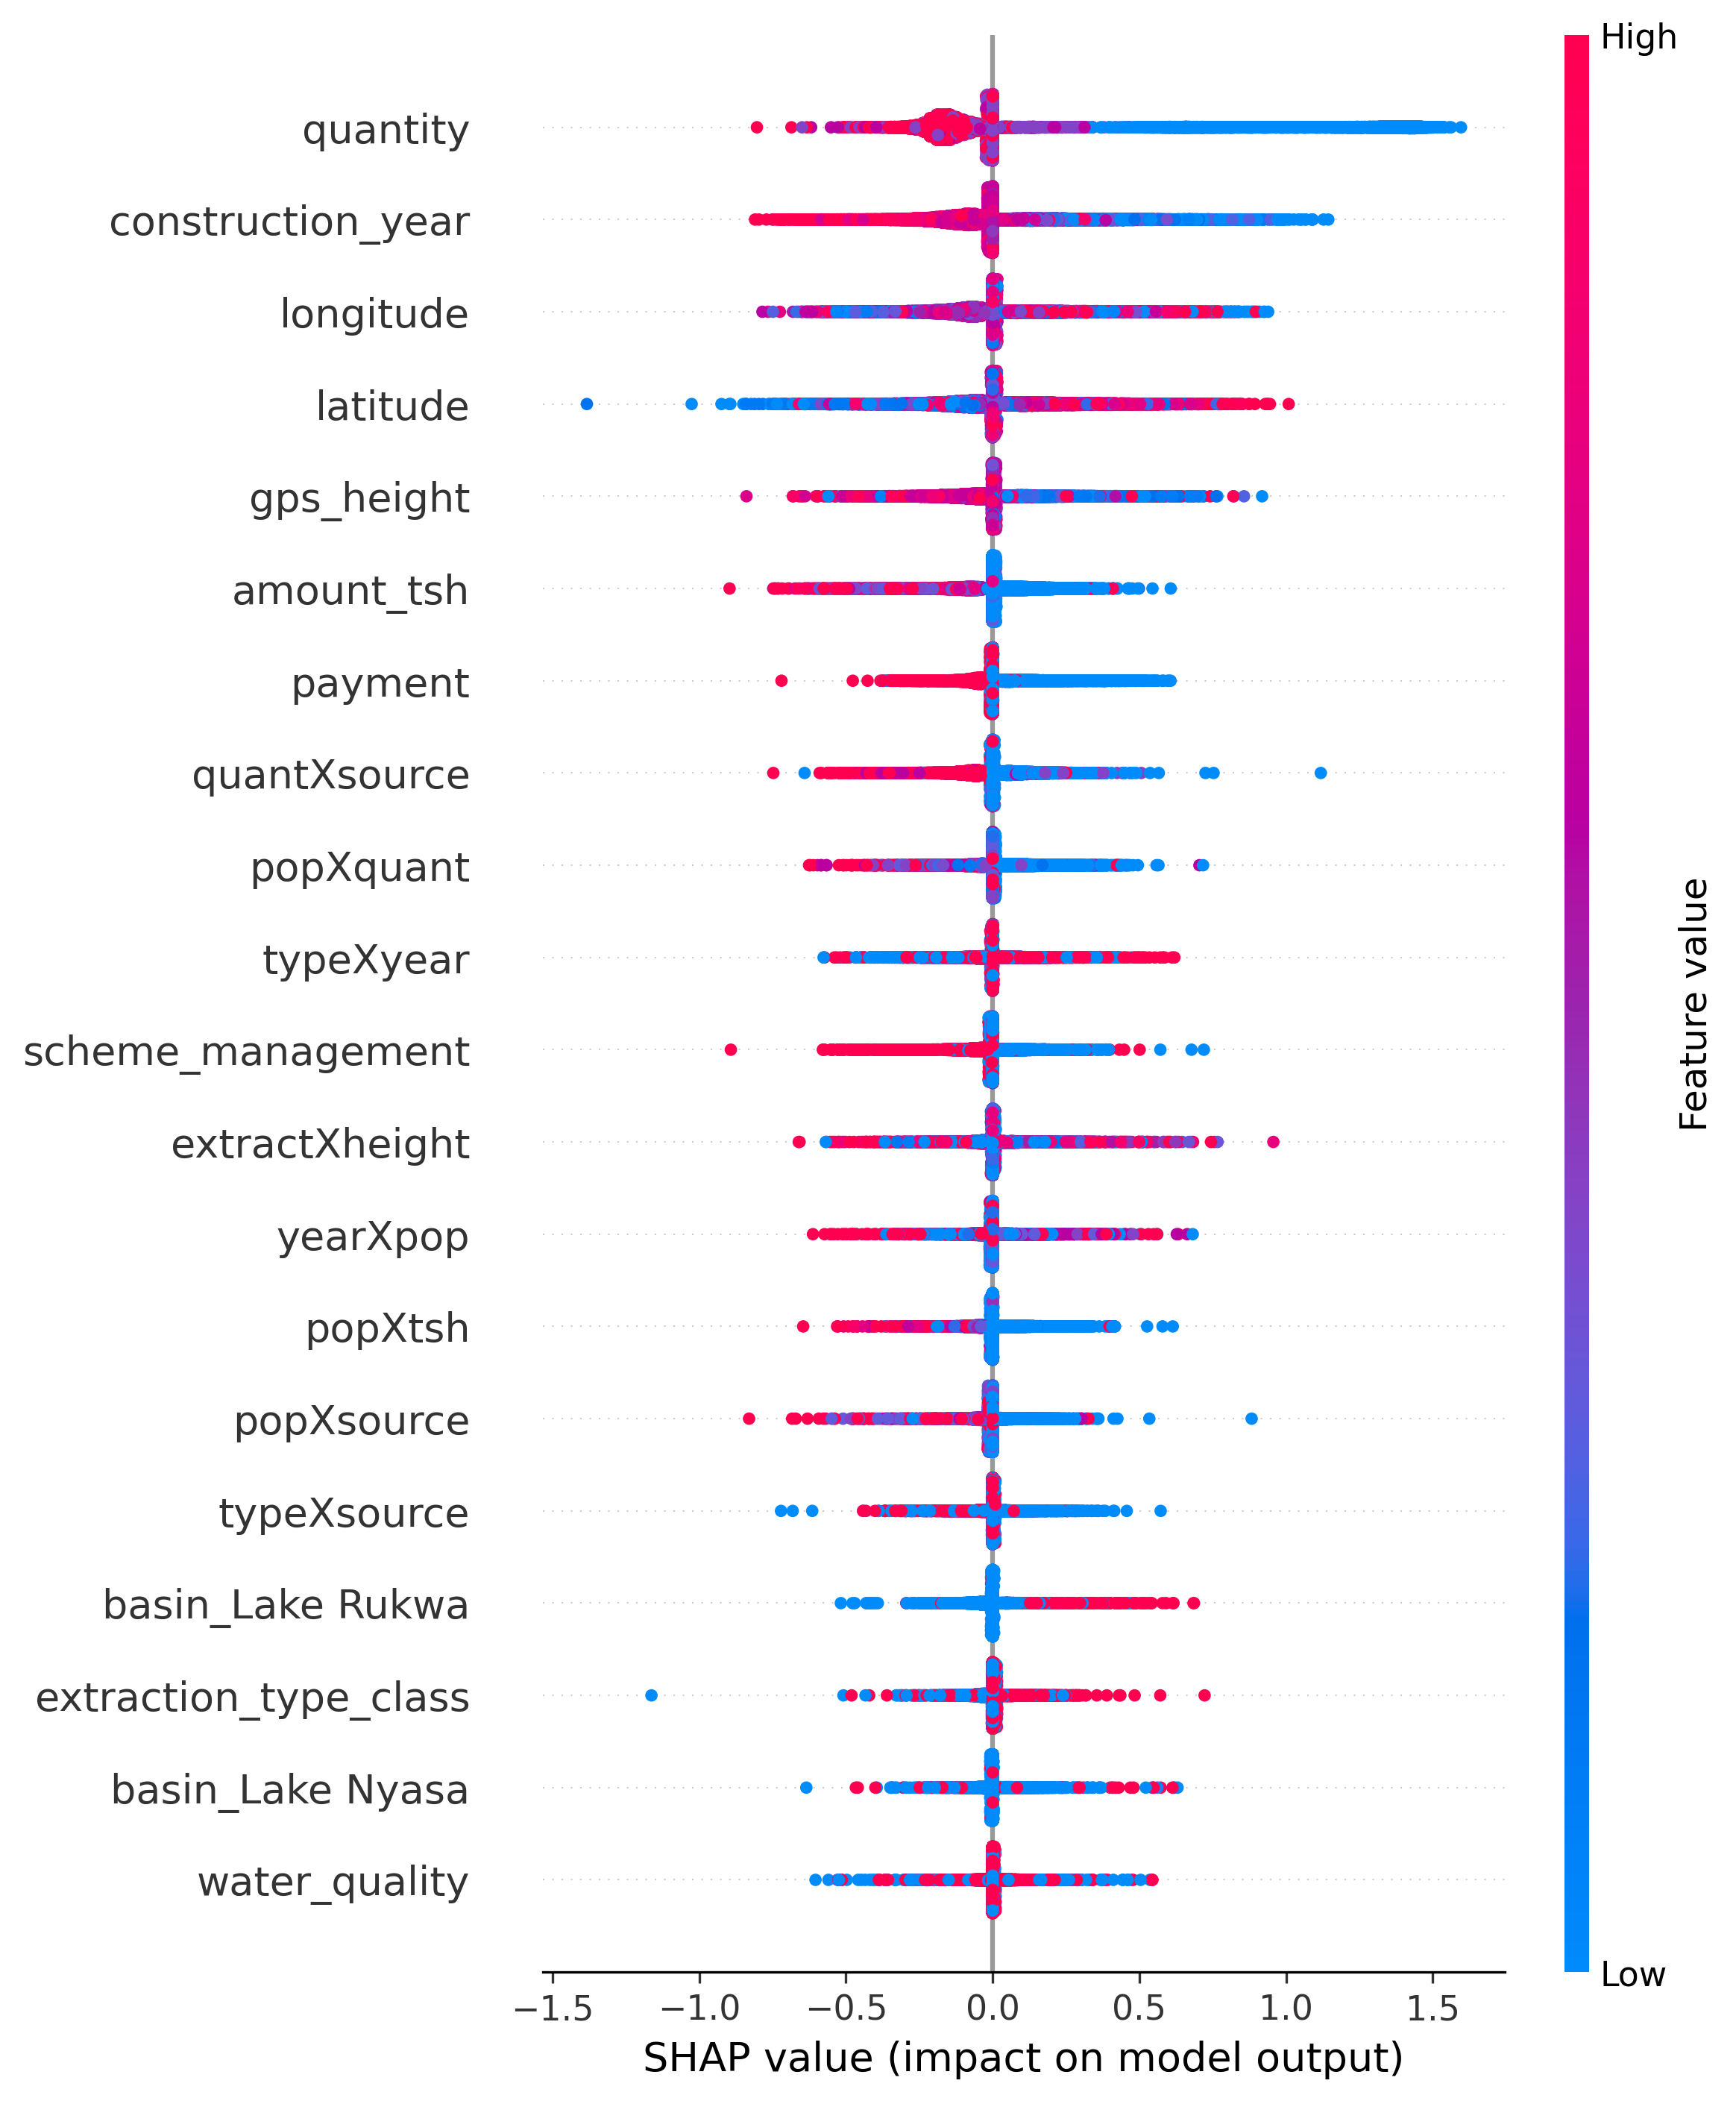 High
quantity
construction_year
longitude
latitude
gps_height
amount_tsh
payment
quantXsource
popXquant
typeXyear
scheme_management
extractXheight
yearXpop
popXtsh
popXsource
typeXsource
basin_Lake Rukwa
extraction_type_class
basin_Lake Nyasa
water_quality
Feature value
Low
−1.5 −1.0 −0.5 0.0 0.5 1.0 1.5
SHAP value (impact on model output)